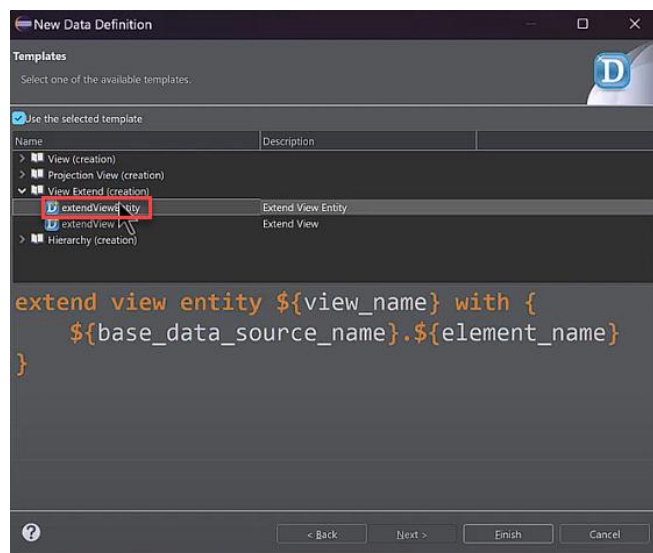 New Data Definition
Templates
Select one of the available templates.
D
Use the selected template
Name Description
View (creation)
Projection View (creation)
View Extend (creation)
extendViewEntity Extend View Entity
extendView Extend View
Hierarchy (creation)
extend view entity ${view_name} with {
${base_data_source_name}.${element_name}
}
? < Back Next > Finish Cancel